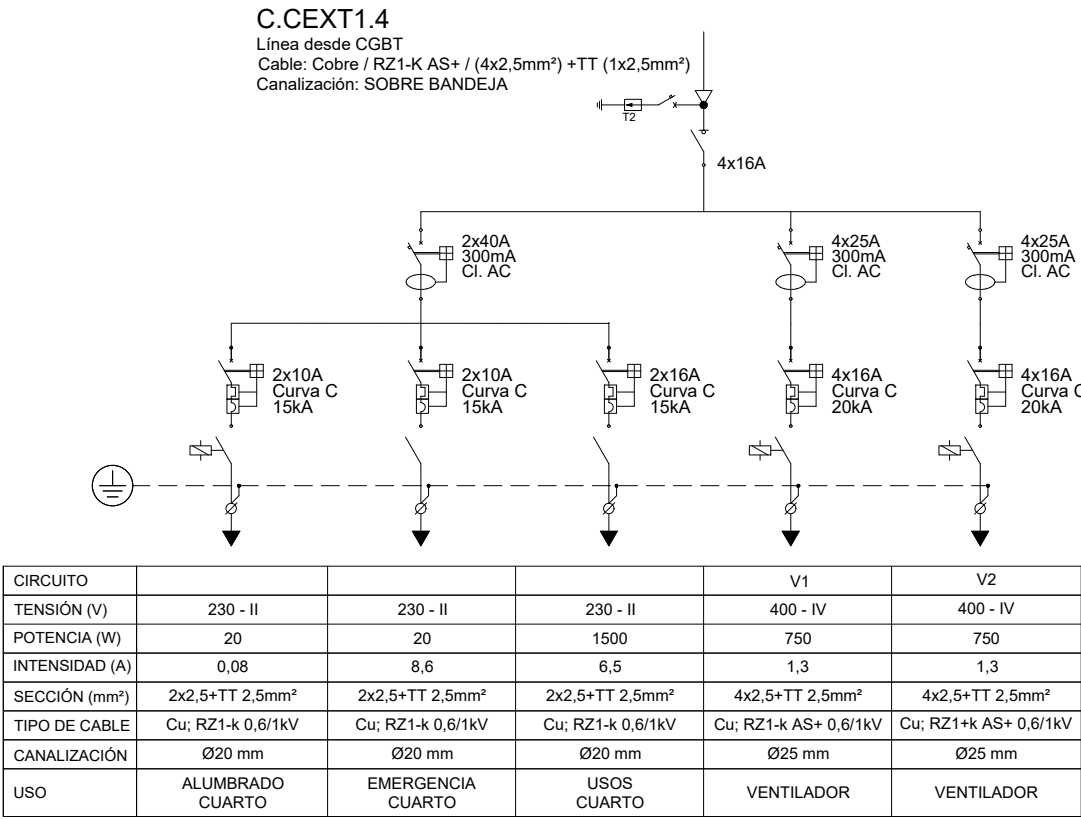 C.CEXT1.4
Línea desde CGBT
Cable: Cobre / RZ1-K AS+ / (4x2,5mm²) +TT (1x2,5mm²)
Canalización: SOBRE BANDEJA
T2
4x16A
2x40A
300mA
Cl. AC
4x25A
300mA
Cl. AC
4x25A
300mA
Cl. AC
2x10A
Curva C
15kA
2x10A
Curva C
15kA
2x16A
Curva C
15kA
4x16A
Curva C
20kA
4x16A
Curva C
20kA
CIRCUITO V1 V2
TENSIÓN (V) 230 - II 230 - II 230 - II 400 - IV 400 - IV
POTENCIA (W) 20 20 1500 750 750
INTENSIDAD (A) 0,08 8,6 6,5 1,3 1,3
SECCIÓN (mm²) 2x2,5+TT 2,5mm² 2x2,5+TT 2,5mm² 2x2,5+TT 2,5mm² 4x2,5+TT 2,5mm² 4x2,5+TT 2,5mm²
TIPO DE CABLE Cu; RZ1-k 0,6/1kV Cu; RZ1-k 0,6/1kV Cu; RZ1-k 0,6/1kV Cu; RZ1-k AS+ 0,6/1kV Cu; RZ1+k AS+ 0,6/1kV
CANALIZACIÓN Ø20 mm Ø20 mm Ø20 mm Ø25 mm Ø25 mm
USO ALUMBRADO CUARTO EMERGENCIA CUARTO USOS CUARTO VENTILADOR VENTILADOR